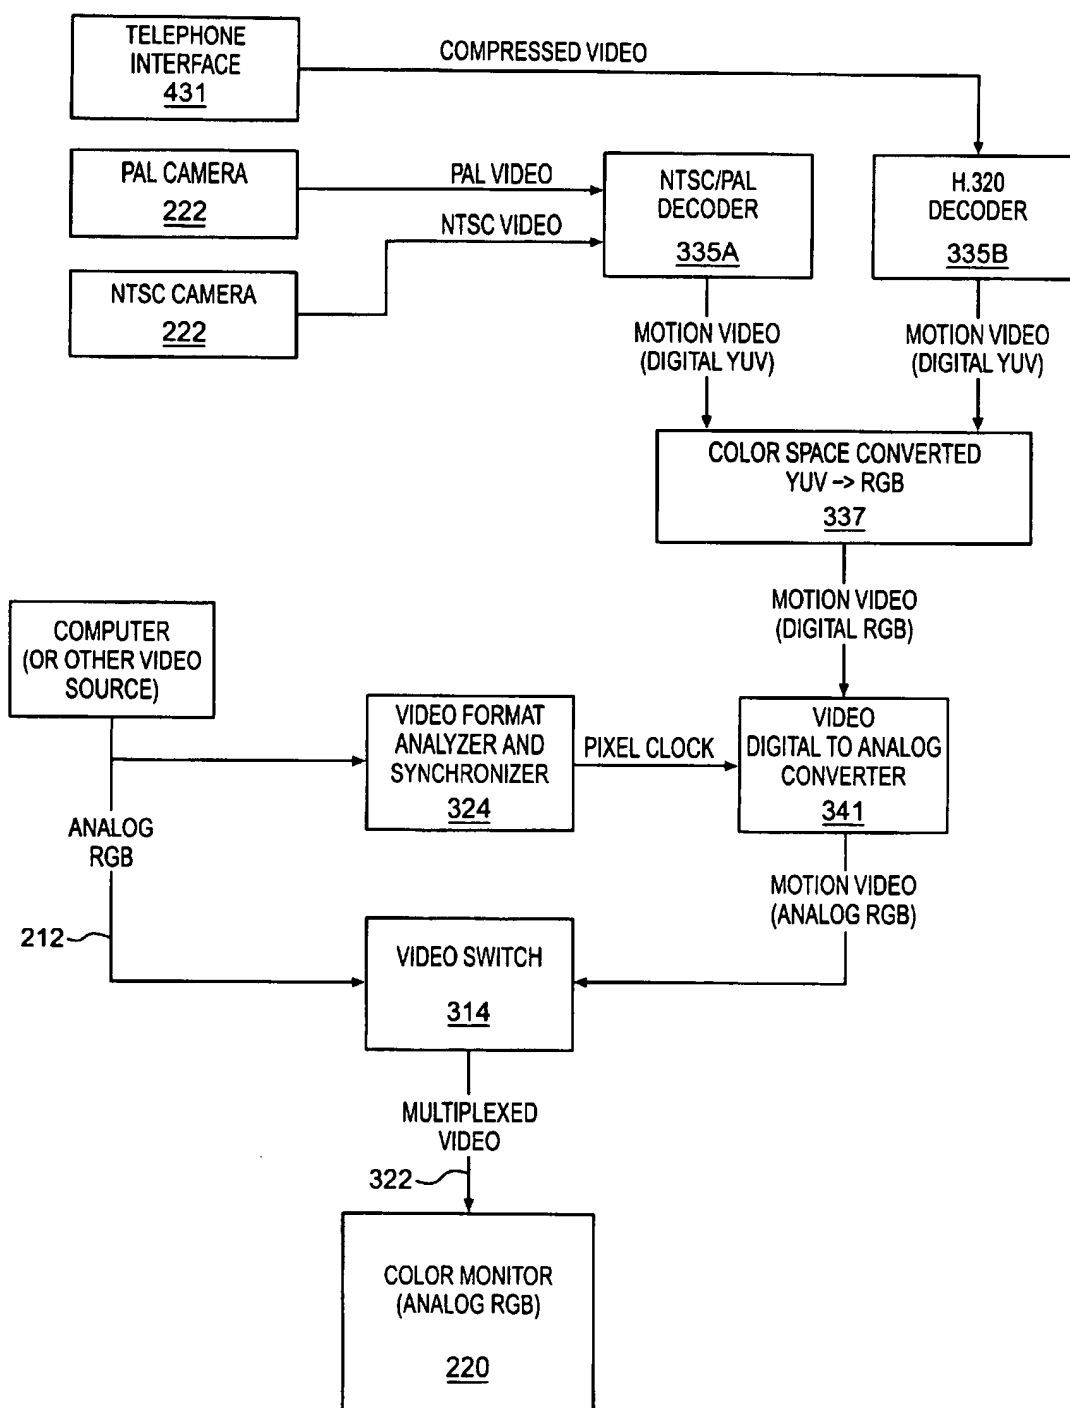 TELEPHONE
INTERFACE
431
COMPRESSED VIDEO
PAL CAMERA
222
PAL VIDEO
NTSC VIDEO
NTSC CAMERA
222
NTSC/PAL
DECODER
335A
H.320
DECODER
335B
MOTION VIDEO
(DIGITAL YUV)
MOTION VIDEO
(DIGITAL YUV)
COLOR SPACE CONVERTED
YUV -> RGB
337
MOTION VIDEO
(DIGITAL RGB)
COMPUTER
(OR OTHER VIDEO
SOURCE)
VIDEO FORMAT
ANALYZER AND
SYNCHRONIZER
324
PIXEL CLOCK
VIDEO
DIGITAL TO ANALOG
CONVERTER
341
ANALOG
RGB
212
MOTION VIDEO
(ANALOG RGB)
VIDEO SWITCH
314
MULTIPLEXED
VIDEO
322
COLOR MONITOR
(ANALOG RGB)
220